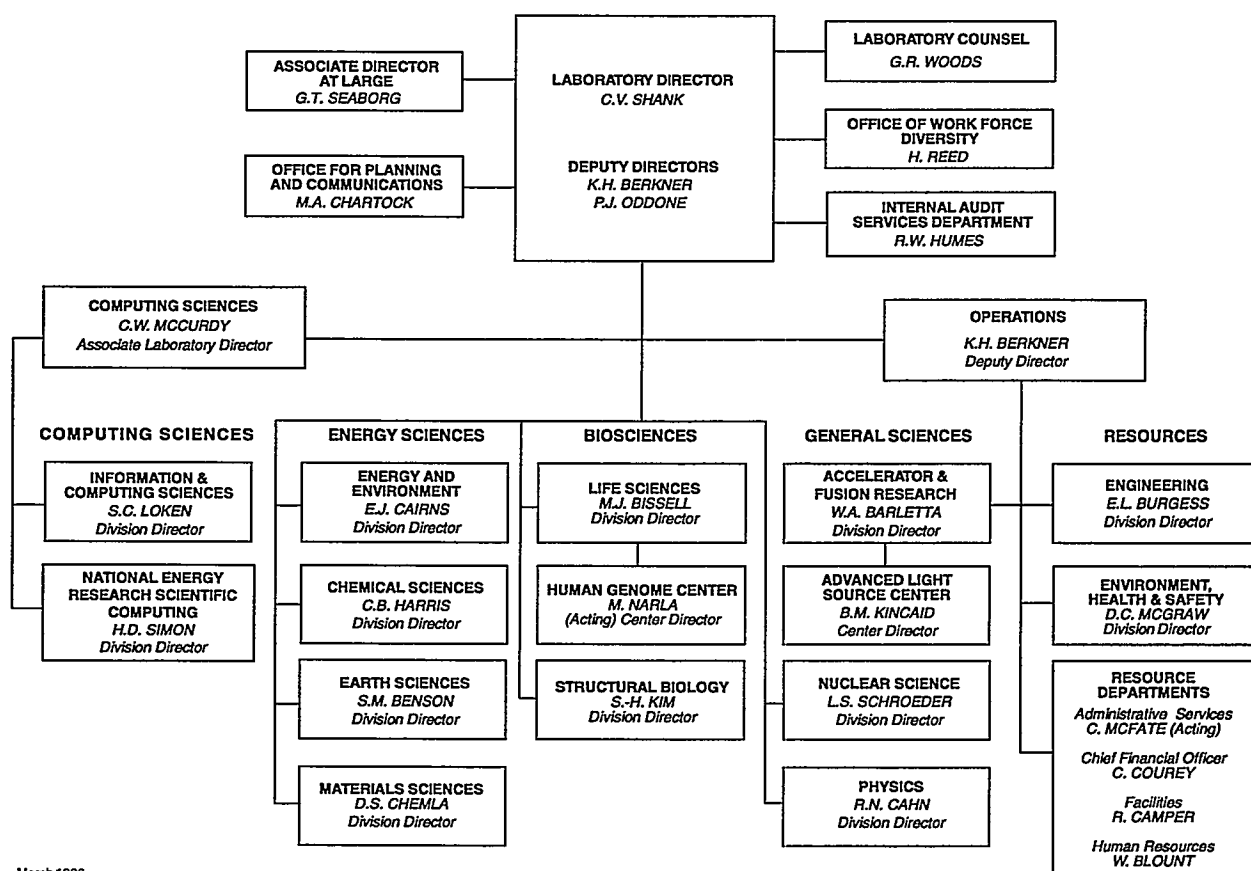 ASSOCIATE DIRECTOR
AT LARGE
G.T. SEABORG
OFFICE FOR PLANNING
AND COMMUNICATIONS
M.A. CHARTOCK
LABORATORY DIRECTOR
C.V. SHANK
DEPUTY DIRECTORS
K.H. BERKNER
P.J. ODDONE
LABORATORY COUNSEL
G.R. WOODS
OFFICE OF WORK FORCE
DIVERSITY
H. REED
INTERNAL AUDIT
SERVICES DEPARTMENT
R.W. HUMES
COMPUTING SCIENCES
C.W. MCCURDY
Associate Laboratory Director
OPERATIONS
K.H. BERKNER
Deputy Director
COMPUTING SCIENCES
INFORMATION &
COMPUTING SCIENCES
S.C. LOKEN
Division Director
NATIONAL ENERGY
RESEARCH SCIENTIFIC
COMPUTING
H.D. SIMON
Division Director
ENERGY SCIENCES
ENERGY AND
ENVIRONMENT
E.J. CAIRNS
Division Director
CHEMICAL SCIENCES
C.B. HARRIS
Division Director
EARTH SCIENCES
S.M. BENSON
Division Director
MATERIALS SCIENCES
D.S. CHEMLA
Division Director
BIOSCIENCES
LIFE SCIENCES
M.J. BISSELL
Division Director
HUMAN GENOME CENTER
M. NARLA
(Acting) Center Director
STRUCTURAL BIOLOGY
S.-H. KIM
Division Director
GENERAL SCIENCES
ACCELERATOR &
FUSION RESEARCH
W.A. BARLETTA
Division Director
ADVANCED LIGHT
SOURCE CENTER
B.M. KINCAID
Center Director
NUCLEAR SCIENCE
L.S. SCHROEDER
Division Director
PHYSICS
R.N. CAHN
Division Director
RESOURCES
ENGINEERING
E.L. BURGESS
Division Director
ENVIRONMENT,
HEALTH & SAFETY
D.C. MCGRAW
Division Director
RESOURCE
DEPARTMENTS
Administrative Services
C. MCFATE (Acting)
Chief Financial Officer
C. COUREY
Facilities
R. CAMPER
Human Resources
W. BLOUNT
March